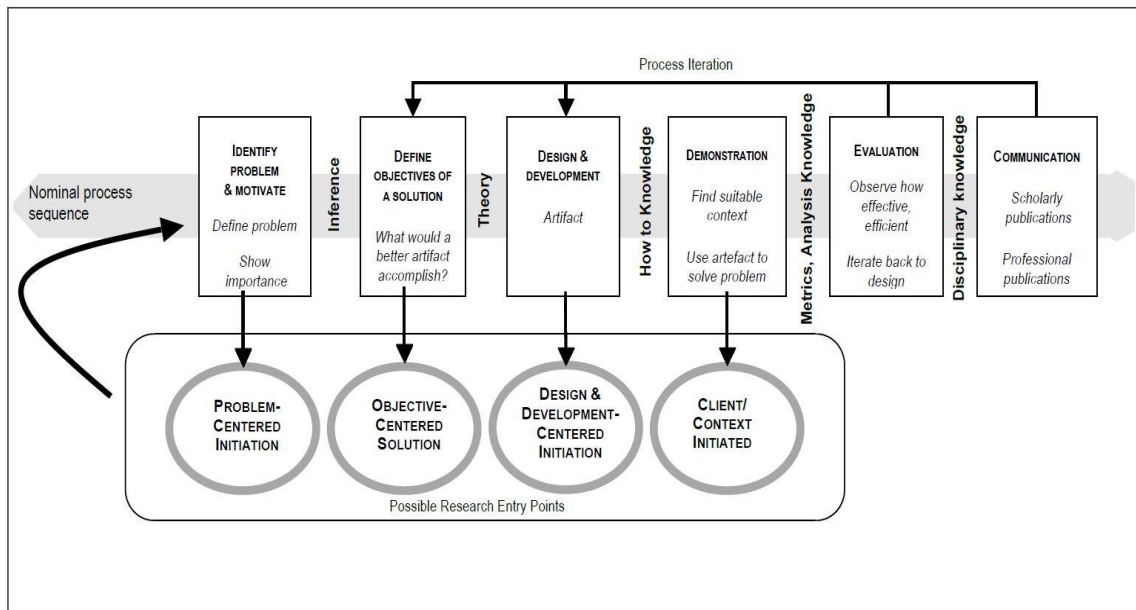 Process Iteration
Nominal process
sequence
IDENTIFY
PROBLEM
& MOTIVATE
Define problem
Show
importance
Inference
DEFINE
OBJECTIVES OF
A SOLUTION
What would a
better artifact
accomplish?
Theory
DESIGN &
DEVELOPMENT
Artifact
How to Knowledge
DEMONSTRATION
Find suitable
context
Use artefact to
solve problem
Metrics, Analysis Knowledge
EVALUATION
Observe how
effective,
efficient
Iterate back to
design
Disciplinary knowledge
COMMUNICATION
Scholarly
publications
Professional
publications
PROBLEM-
CENTERED
INITIATION
OBJECTIVE-
CENTERED
SOLUTION
DESIGN &
DEVELOPMENT-
CENTERED
INITIATION
CLIENT/
CONTEXT
INITIATED
Possible Research Entry Points